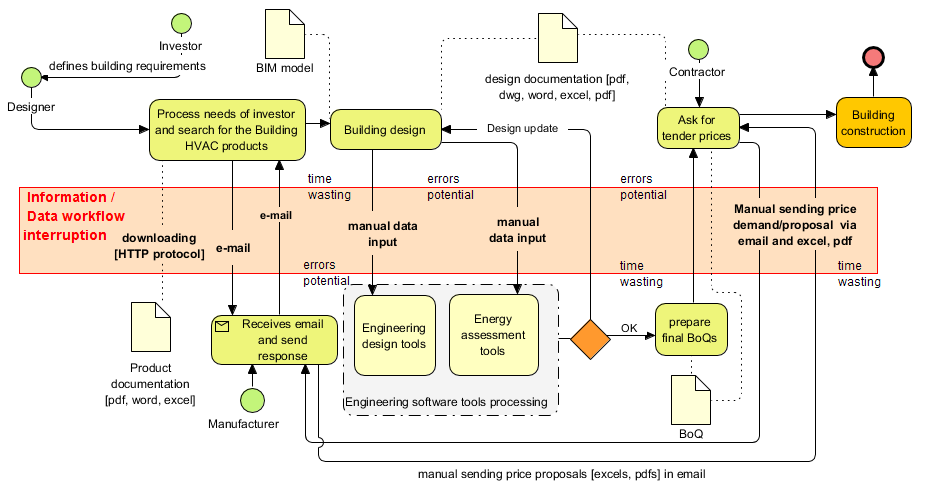 Investor
defines building requirements
Designer
BIM model
design documentation [pdf,
dwg, word, excel, pdf]
Contractor
Process needs of investor
and search for the Building
HVAC products
Building design
Design update
Ask for
tender prices
Building
construction
time
wasting
errors
potential
errors
potential
Information /
Data workflow
interruption
downloading
[HTTP protocol]
e-mail
e-mail
manual data
input
manual
data input
Manual sending price
demand/proposal via
email and excel, pdf
errors
potential
time
wasting
time
wasting
Product
documentation
[pdf, word, excel]
Receives email
and send
response
Manufacturer
Engineering
design tools
Energy
assessment
tools
Engineering software tools processing
OK
prepare
final BoQs
BoQ
manual sending price proposals [excels, pdfs] in email